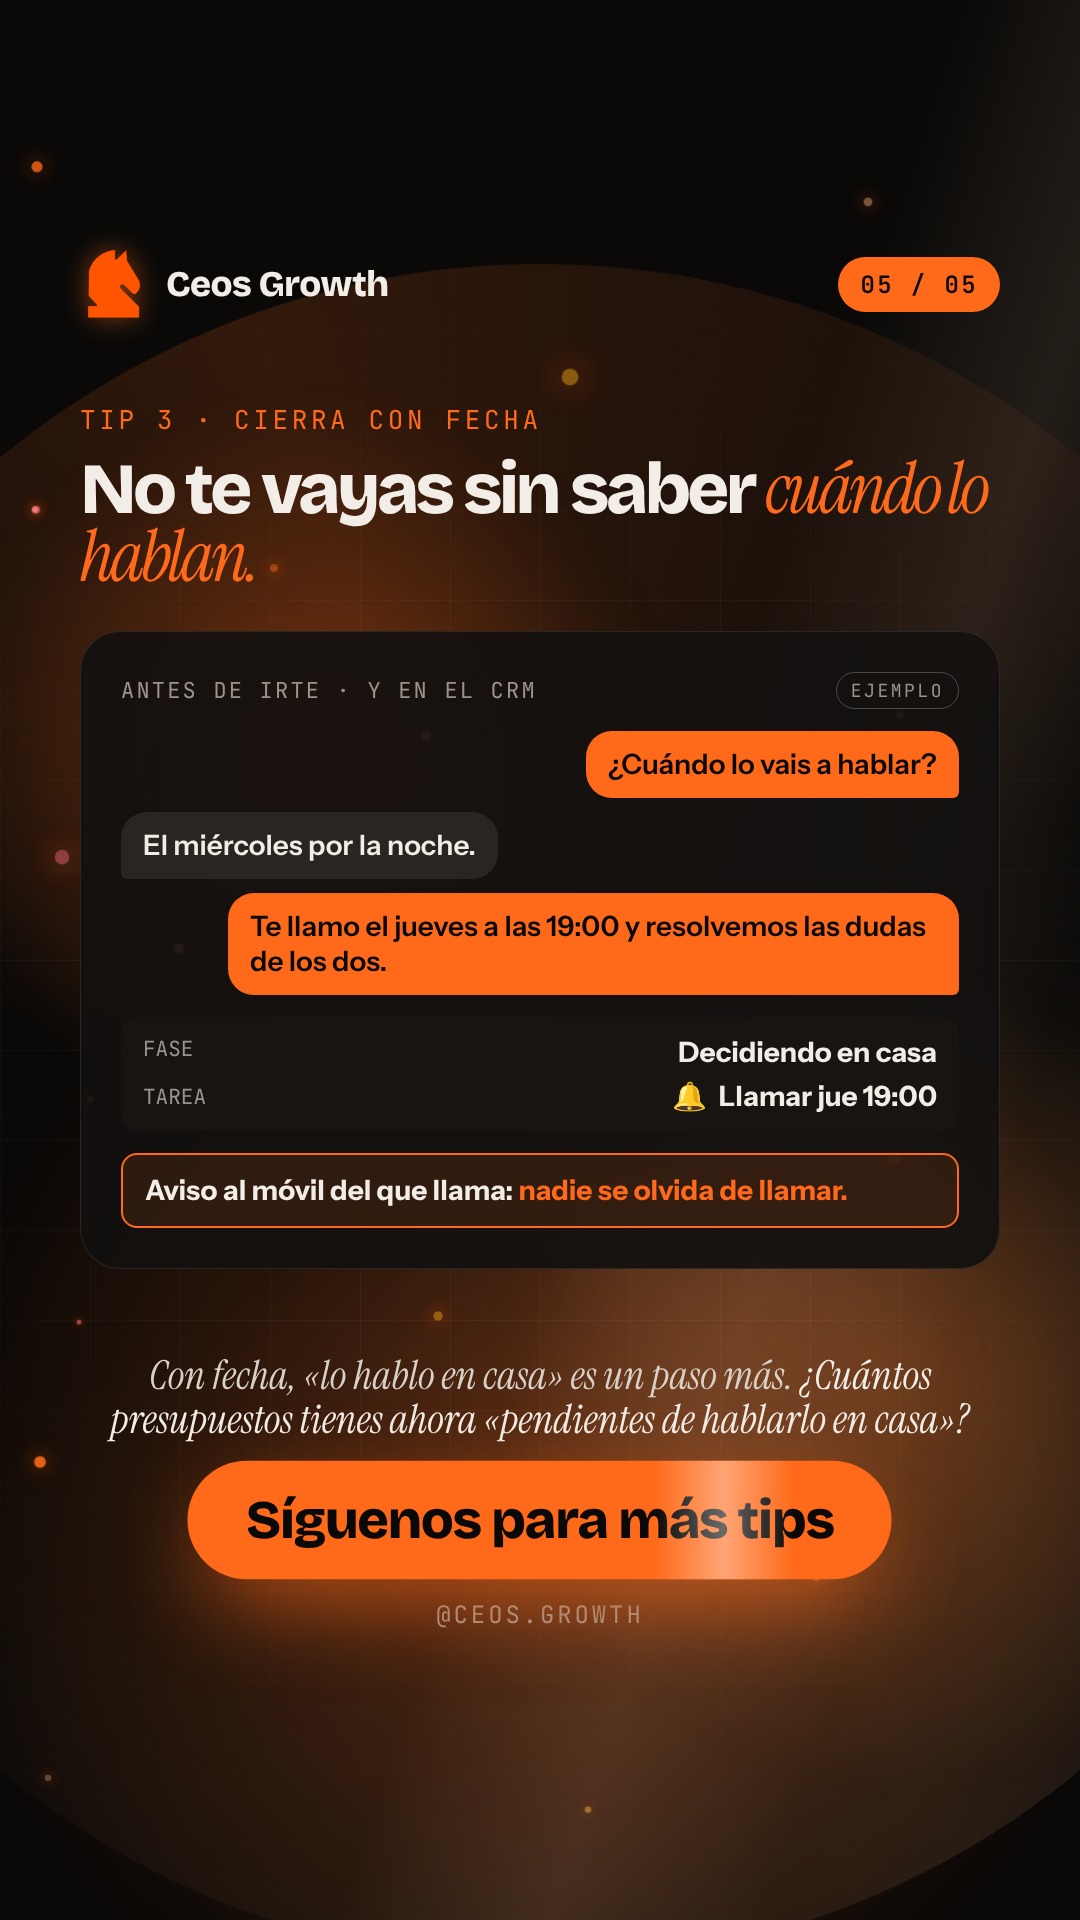 Ceos Growth
05 / 05
TIP 3 · CIERRA CON FECHA
No te vayas sin saber cuándo lo
hablan.
ANTES DE IRTE · Y EN EL CRM
EJEMPLO
¿Cuándo lo vais a hablar?
El miércoles por la noche.
Te llamo el jueves a las 19:00 y resolvemos las dudas
de los dos.
FASE
Decidiendo en casa
TAREA
🔔 Llamar jue 19:00
Aviso al móvil del que llama: nadie se olvida de llamar.
Con fecha, «lo hablo en casa» es un paso más. ¿Cuántos
presupuestos tienes ahora «pendientes de hablarlo en casa»?
Síguenos para más tips
@CEOS.GROWTH